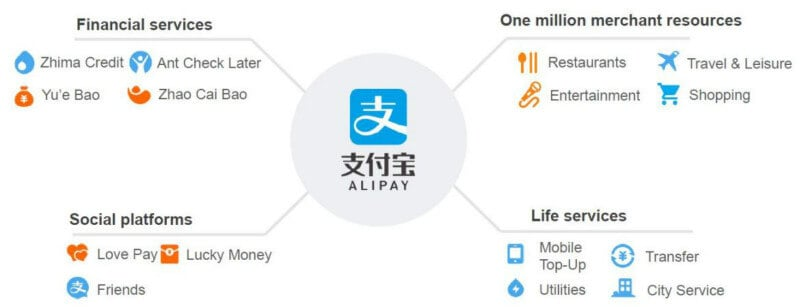 Financial services
Zhima Credit
Ant Check Later
Yu'e Bao
Zhao Cai Bao
One million merchant resources
Restaurants
Travel & Leisure
Entertainment
Shopping
支
支付宝
ALIPAY
Social platforms
Love Pay
Lucky Money
Friends
Life services
Mobile
Top-Up
Transfer
Utilities
City Service